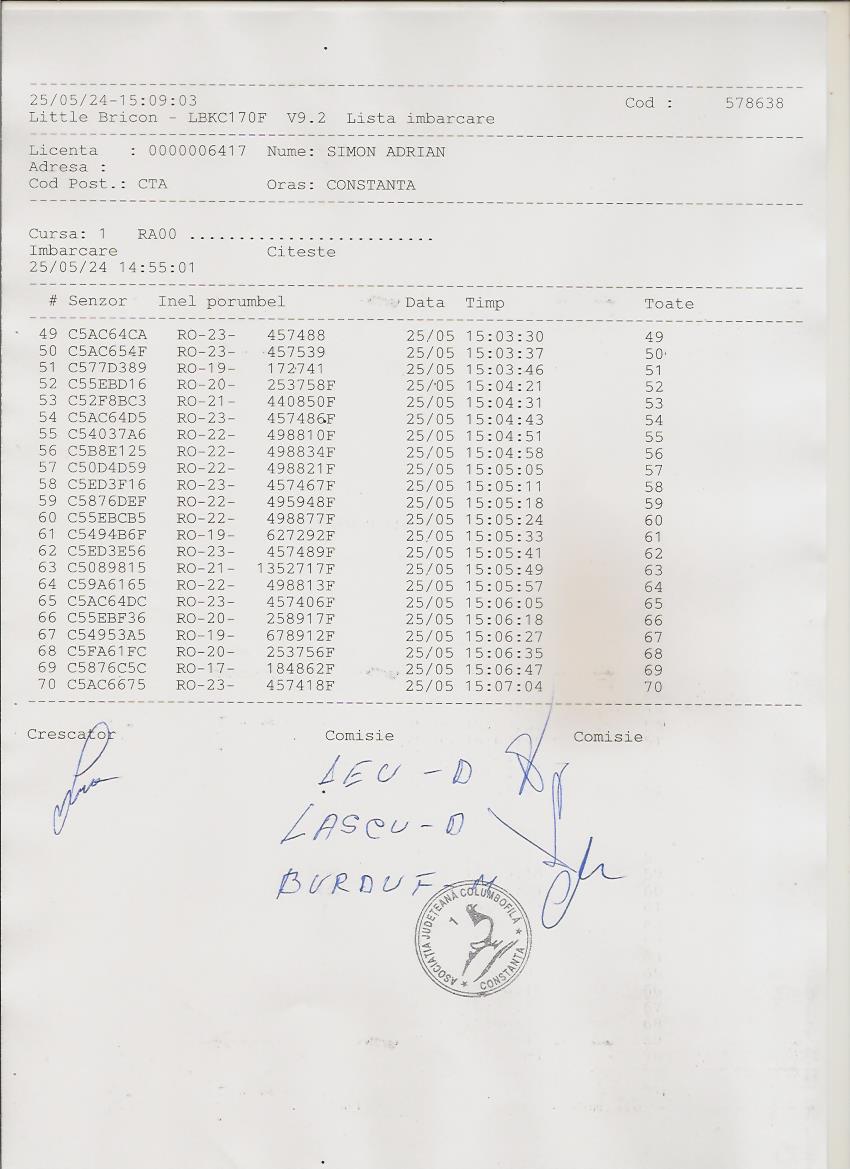 25/05/24-15:09:03 Cod : 578638
Little Bricon - LBKC170F V9.2 Lista imbarcare
Licenta : 0000006417 Nume: SIMON ADRIAN
Adresa :
Cod Post.: CTA Oras: CONSTANTA
Cursa: 1 RA00 .........................
Imbarcare Citeste
25/05/24 14:55:01
# Senzor Inel porumbel Data Timp Toate
49 C5AC64CA RO-23- 457488 25/05 15:03:30 49
50 C5AC654F RO-23- 457539 25/05 15:03:37 50
51 C577D389 RO-19- 172741 25/05 15:03:46 51
52 C55EBD16 RO-20- 253758F 25/05 15:04:21 52
53 C52F8BC3 RO-21- 440850F 25/05 15:04:31 53
54 C5AC64D5 RO-23- 457486F 25/05 15:04:43 54
55 C54037A6 RO-22- 498810F 25/05 15:04:51 55
56 C5B8E125 RO-22- 498834F 25/05 15:04:58 56
57 C50D4D59 RO-22- 498821F 25/05 15:05:05 57
58 C5ED3F16 RO-23- 457467F 25/05 15:05:11 58
59 C5876DEF RO-22- 495948F 25/05 15:05:18 59
60 C55EBCB5 RO-22- 498877F 25/05 15:05:24 60
61 C5494B6F RO-19- 627292F 25/05 15:05:33 61
62 C5ED3E56 RO-23- 457489F 25/05 15:05:41 62
63 C5089815 RO-21- 1352717F 25/05 15:05:49 63
64 C59A6165 RO-22- 498813F 25/05 15:05:57 64
65 C5AC64DC RO-23- 457406F 25/05 15:06:05 65
66 C55EBF36 RO-20- 258917F 25/05 15:06:18 66
67 C54953A5 RO-19- 678912F 25/05 15:06:27 67
68 C5FA61FC RO-20- 253756F 25/05 15:06:35 68
69 C5876C5C RO-17- 184862F 25/05 15:06:47 69
70 C5AC6675 RO-23- 457418F 25/05 15:07:04 70
Crescator Comisie Comisie
LASCU-D
BURDUF-M
ASOCIAȚIA JUDEȚEANĂ COLUMBOFILĂ
1
* CONSTANTA *